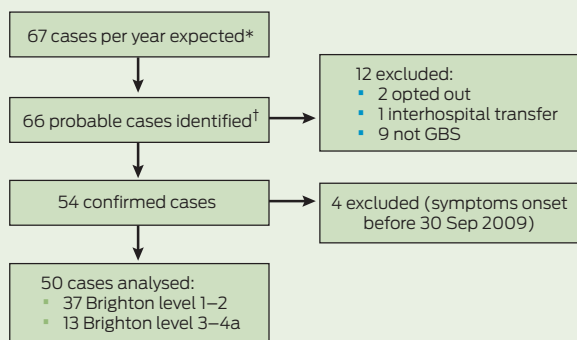 67 cases per year expected*
66 probable cases identified†
12 excluded:
▪ 2 opted out
▪ 1 interhospital transfer
▪ 9 not GBS
54 confirmed cases
4 excluded (symptoms onset
before 30 Sep 2009)
50 cases analysed:
▪ 37 Brighton level 1–2
▪ 13 Brighton level 3–4a